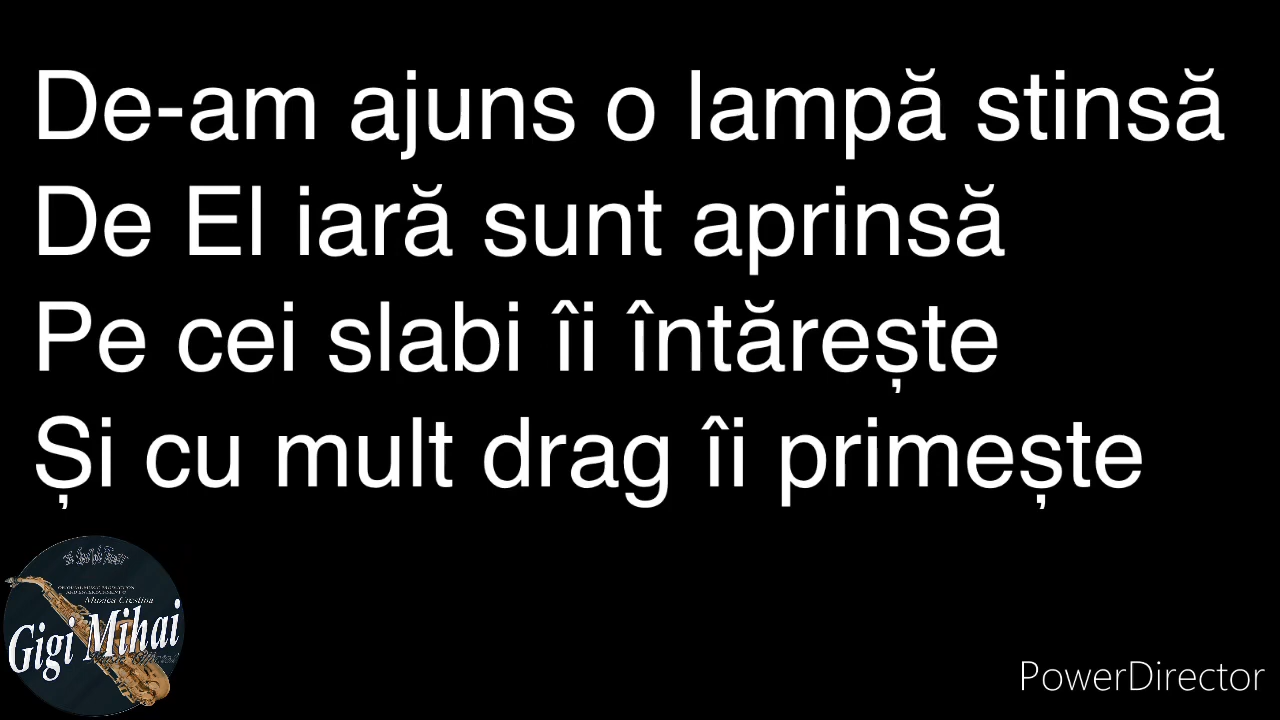 De-am ajuns o lampă stinsă
De El iară sunt aprinsă
Pe cei slabi îi întărește
Și cu mult drag îi primește
Muzica Crestina
Gigi Mihai
PowerDirector